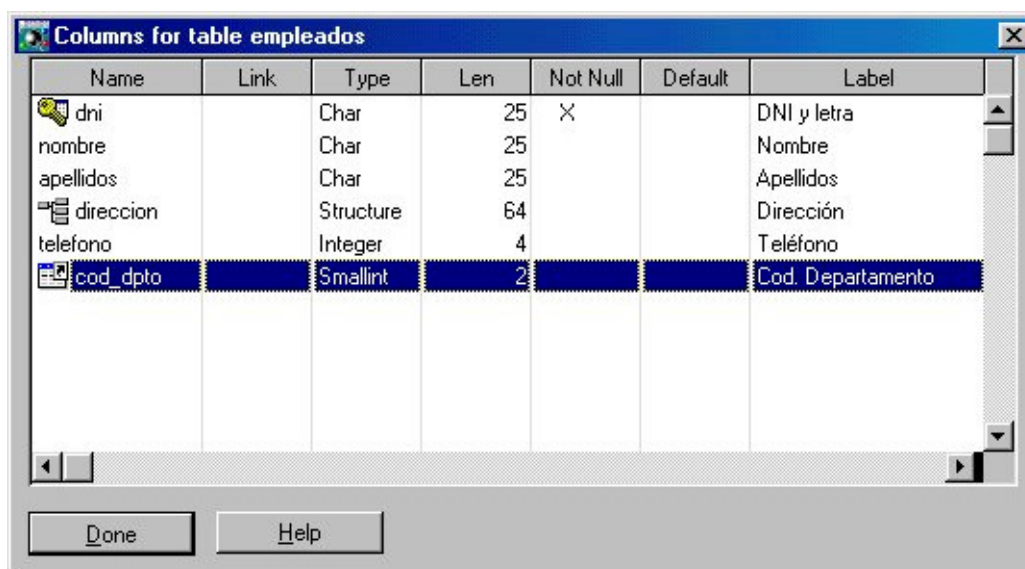 Columns for table empleados
Name Link Type Len Not Null Default Label
dni Char 25 X DNI y letra
nombre Char 25 Nombre
apellidos Char 25 Apellidos
direccion Structure 64 Dirección
telefono Integer 4 Teléfono
cod_dpto Smallint 2 Cod. Departamento
Done Help